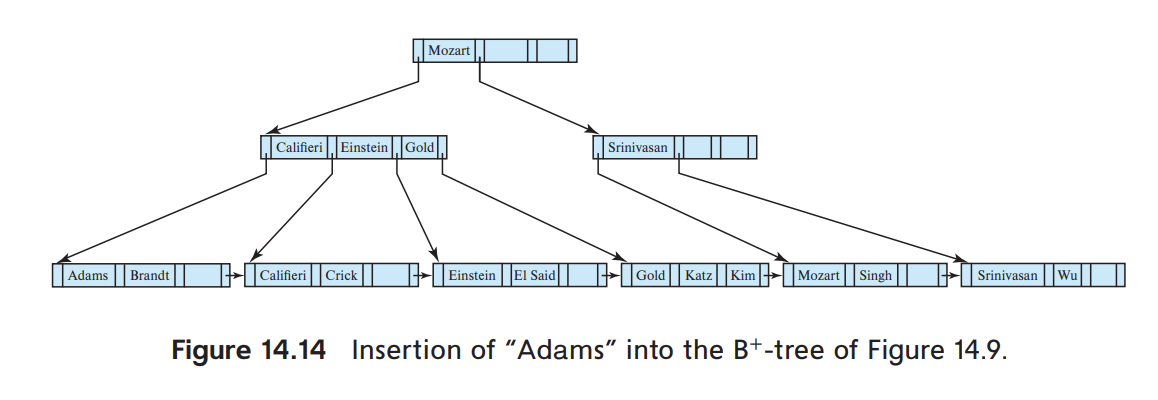 Mozart
Califieri Einstein Gold
Srinivasan
Adams Brandt
Califieri Crick
Einstein El Said
Gold Katz Kim
Mozart Singh
Srinivasan Wu
Figure 14.14 Insertion of “Adams” into the B+-tree of Figure 14.9.